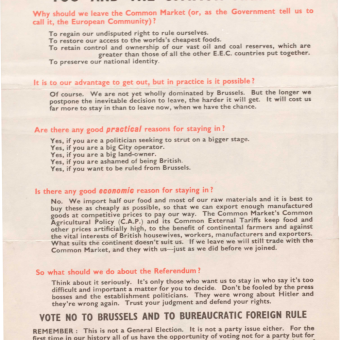 Why should we leave the Common Market (or, as the Government tell us to
call it, the European Community) ?
To regain our undisputed right to rule ourselves.
To restore our access to the world's cheapest foods.
To retain control and ownership of our vast oil and coal reserves, which are
greater than those of all the other E.E.C. countries put together.
To preserve our national identity.
It is to our advantage to get out, but in practice is it possible ?
Of course. We are not yet wholly dominated by Brussels. But the longer we
postpone the inevitable decision to leave, the harder it will get. It will cost us
far more to stay in than to leave now, when we have the chance.
Are there any good practical reasons for staying in ?
Yes, if you are a politician seeking to strut on a bigger stage.
Yes, if you are a big City operator.
Yes, if you are a big land-owner.
Yes, if you are ashamed of being British.
Yes, if you want to be ruled from Brussels.
Is there any good economic reason for staying in ?
No. We import half our food and most of our raw materials and it is best to
buy these as cheaply as possible, so that we can export enough manufactured
goods at competitive prices to pay our way. The Common Market's Common
Agricultural Policy (C.A.P.) and its Common External Tariffs keep food and
other prices artificially high, to the benefit of continental farmers and against
the vital interests of British housewives, workers, manufacturers and exporters.
What suits the continent doesn't suit us. If we leave we will still trade with the
Common Market, and they with us—just as we did before we joined.
So what should we do about the Referendum ?
Think about it seriously. It's only those who want us to stay in who say it's too
difficult and important a matter for you to decide. Don't be fooled by the press
bosses and the establishment politicians. They were wrong about Hitler and
they're wrong again. Trust your judgment and defend your rights.
VOTE NO TO BRUSSELS AND TO BUREAUCRATIC FOREIGN RULE
REMEMBER : This is not a General Election. It is not a party issue either. For the
first time in our history all of us have the opportunity of voting not for a party but for